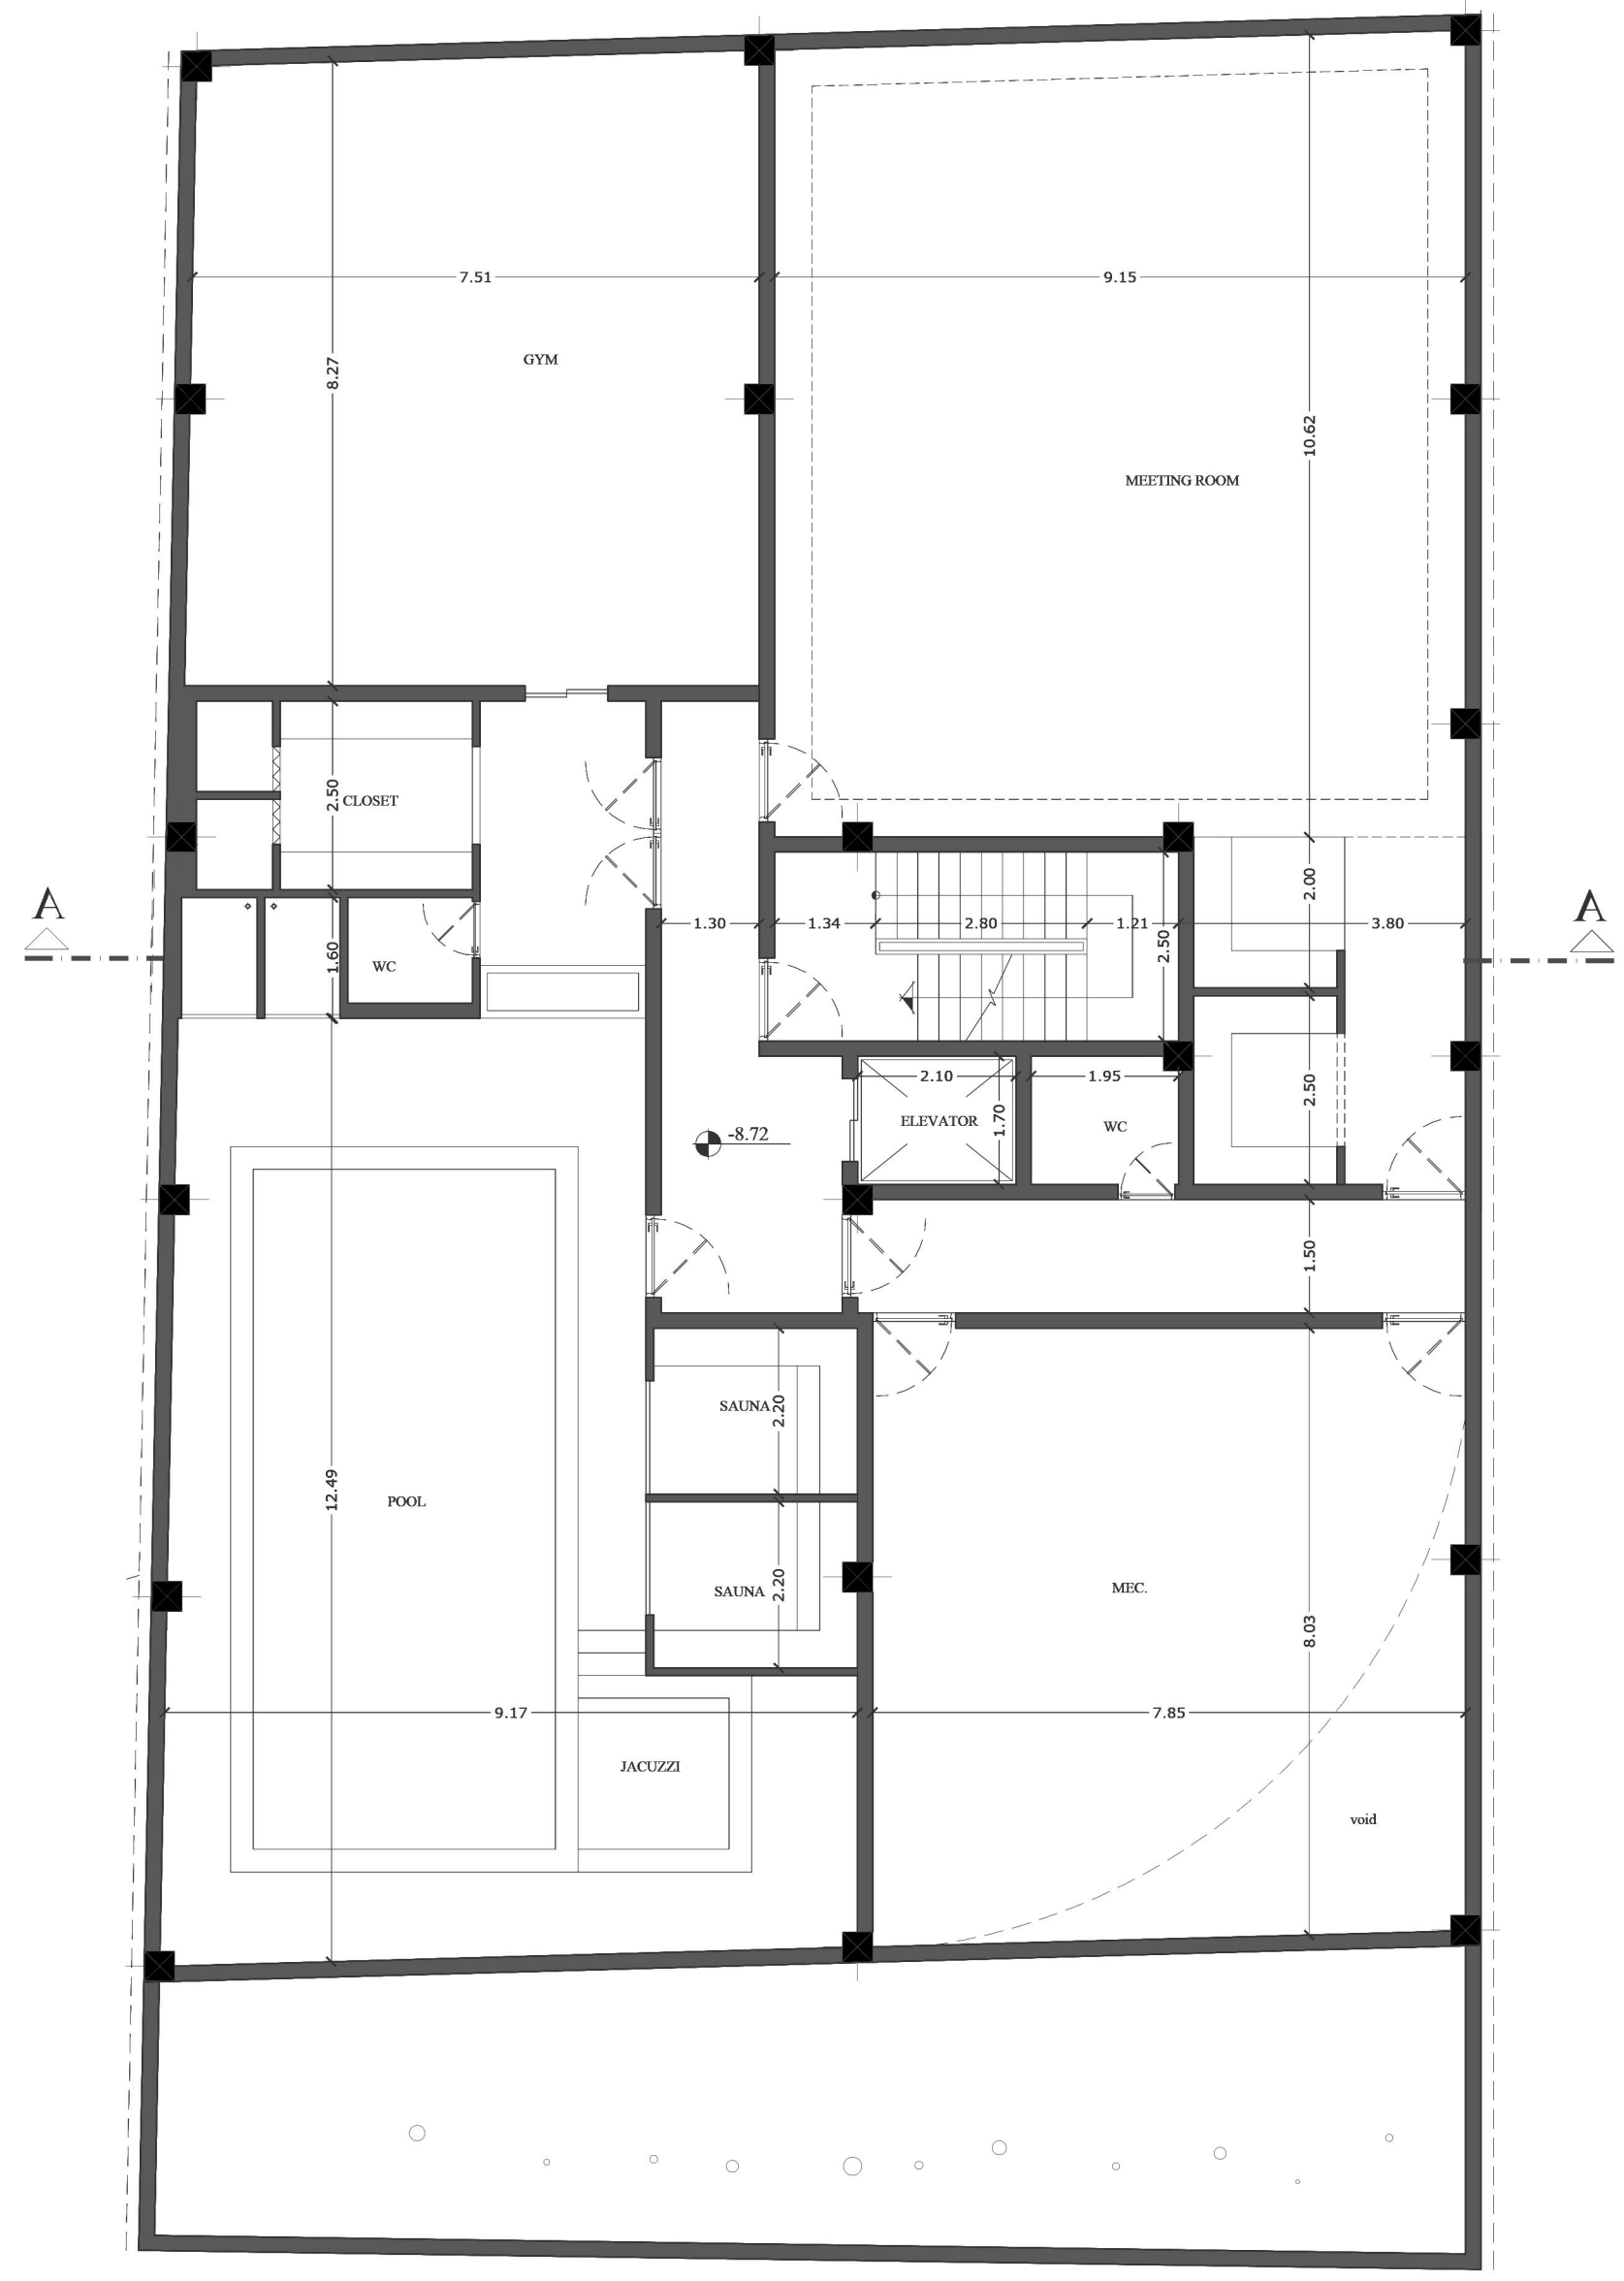 7.51
9.15
GYM
8.27
10.62
MEETING ROOM
2.50
CLOSET
2.00
A
A
1.30
1.34
2.80
1.21
3.80
1.60
WC
2.50
2.10
1.95
2.50
ELEVATOR
1.70
WC
-8.72
1.50
SAUNA
2.20
12.49
POOL
SAUNA
2.20
MEC.
8.03
9.17
7.85
JACUZZI
void